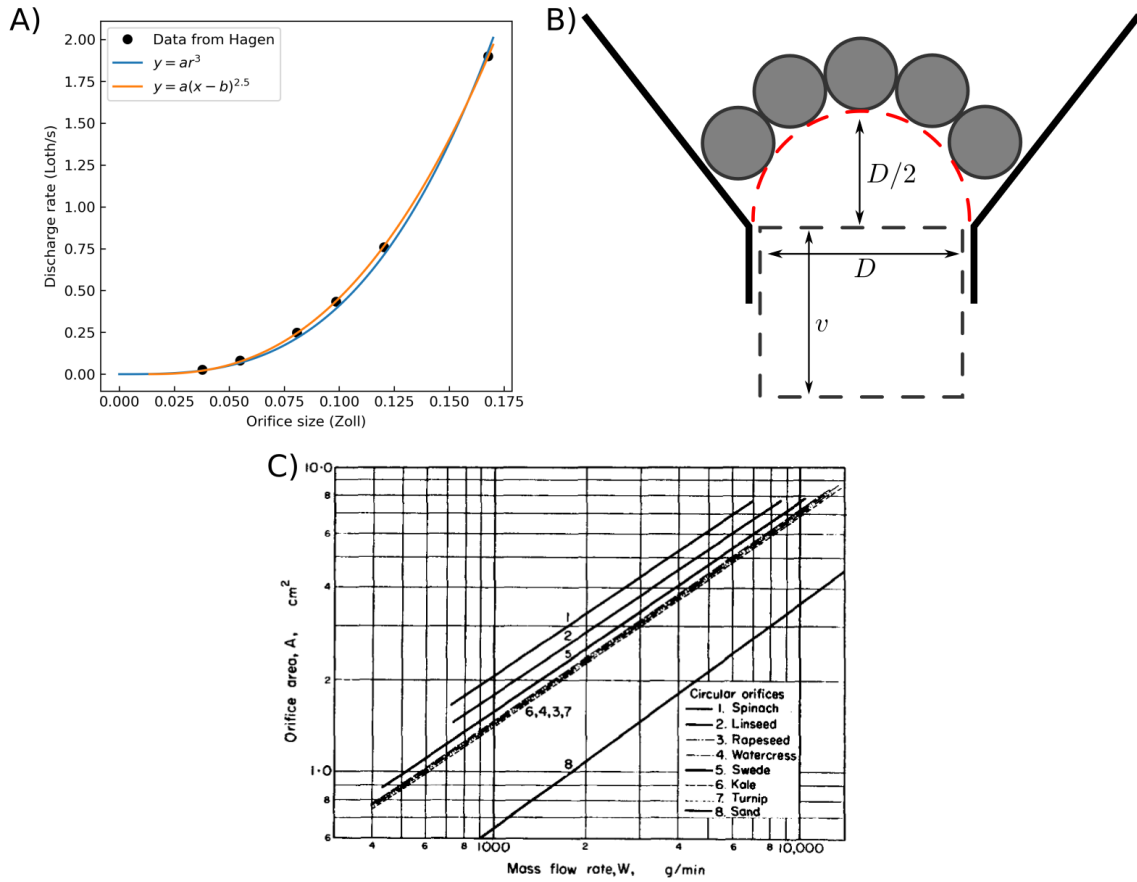 A)
Data from Hagen
y = ar³
y = a(x − b)^2.5
2.00
1.75
1.50
1.25
1.00
0.75
0.50
0.25
0.00
Discharge rate (Loth/s)
0.000 0.025 0.050 0.075 0.100 0.125 0.150 0.175
Orifice size (Zoll)
B)
D/2
D
v
C)
10·0
8
6
4
2
1·0
8
6
Orifice area, A, cm²
1
2
5
6,4,3,7
8
Circular orifices
1. Spinach
2. Linseed
3. Rapeseed
4. Watercress
5. Swede
6. Kale
7. Turnip
8. Sand
4 6 8 1000 2 4 6 8 10,000
Mass flow rate, W, g/min